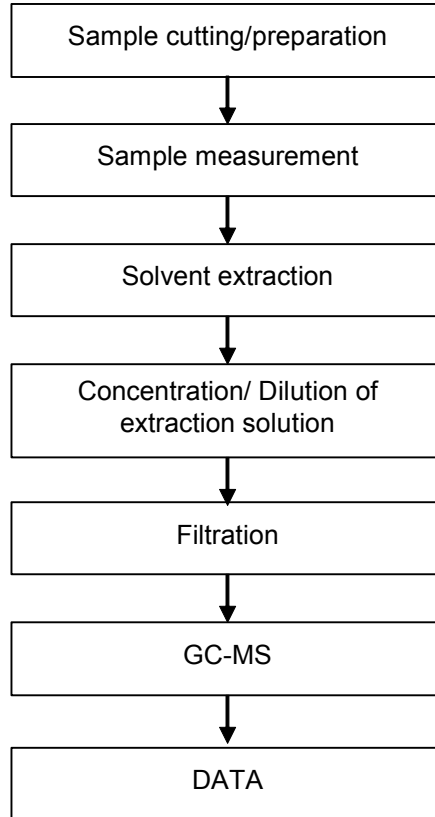 Sample cutting/preparation
Sample measurement
Solvent extraction
Concentration/ Dilution of
extraction solution
Filtration
GC-MS
DATA